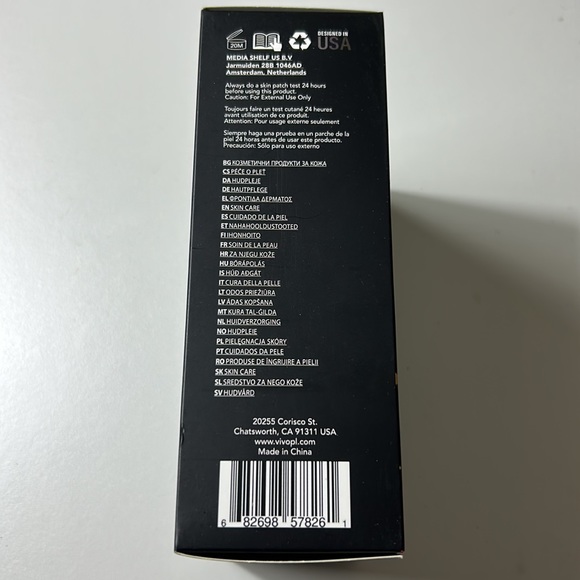 20M
DESIGNED IN
USA
MEDIA SHELF US B.V
Jarmuiden 28B 1046AD
Amsterdam, Netherlands
Always do a skin patch test 24 hours
before using this product.
Caution: For External Use Only
Toujours faire un test cutané 24 heures
avant utilisation de ce produit.
Attention: Pour usage externe seulement
Siempre haga una prueba en un parche de la
piel 24 horas antes de usar este producto.
Precaución: Sólo para uso externo
BG КОЗМЕТИЧНИ ПРОДУКТИ ЗА КОЖА
CS PÉČE O PLEŤ
DA HUDPLEJE
DE HAUTPFLEGE
EL ΦΡΟΝΤΙΔΑ ΔΕΡΜΑΤΟΣ
EN SKIN CARE
ES CUIDADO DE LA PIEL
ET NAHAHOOLDUSTOOTED
FI IHONHOITO
FR SOIN DE LA PEAU
HR ZA NJEGU KOŽE
HU BŐRÁPOLÁS
IS HÚÐ AÐGÁT
IT CURA DELLA PELLE
LT ODOS PRIEŽIŪRA
LV ĀDAS KOPŠANA
MT KURA TAL-ĠILDA
NL HUIDVERZORGING
NO HUDPLEIE
PL PIELĘGNACJA SKÓRY
PT CUIDADOS DA PELE
RO PRODUSE DE ÎNGRIJIRE A PIELII
SK SKIN CARE
SL SREDSTVO ZA NEGO KOŽE
SV HUDVÅRD
20255 Corisco St.
Chatsworth, CA 91311 USA
www.vivopl.com
Made in China
6 82698 57826 1